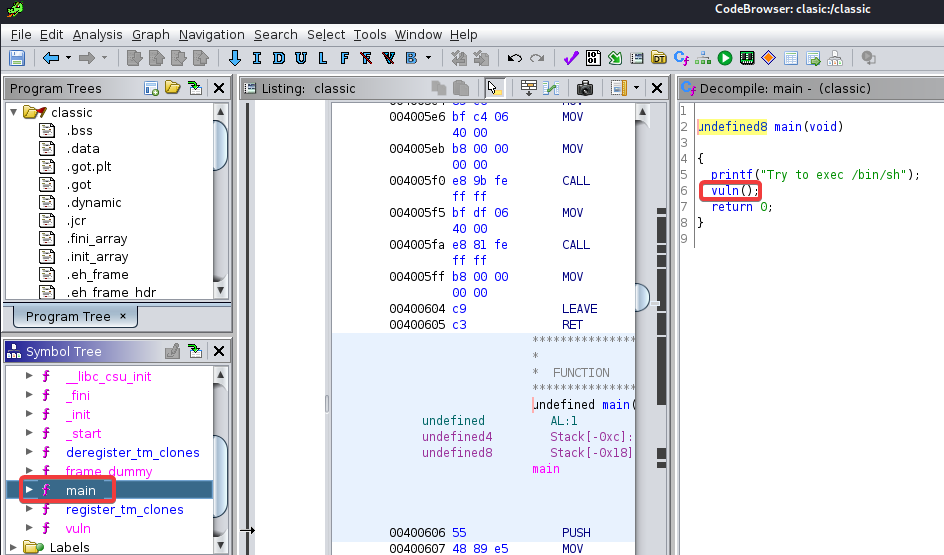 CodeBrowser: clasic:/classic
File Edit Analysis Graph Navigation Search Select Tools Window Help
I D U L F R V B
Program Trees
classic
.bss
.data
.got.plt
.got
.dynamic
.jcr
.fini_array
.init_array
.eh_frame
.eh_frame_hdr
Program Tree ×
Symbol Tree
__libc_csu_init
_fini
_init
_start
deregister_tm_clones
frame_dummy
main
register_tm_clones
vuln
Labels
Listing: classic
004005e6 bf c4 06 MOV
40 00
004005eb b8 00 00 MOV
00 00
004005f0 e8 9b fe CALL
ff ff
004005f5 bf df 06 MOV
40 00
004005fa e8 81 fe CALL
ff ff
004005ff b8 00 00 MOV
00 00
00400604 c9 LEAVE
00400605 c3 RET
****************
*
* FUNCTION
****************
undefined main(
undefined AL:1
undefined4 Stack[-0xc]:
undefined8 Stack[-0x18]
main
00400606 55 PUSH
00400607 48 89 e5 MOV
Decompile: main - (classic)
1
2 undefined8 main(void)
3
4 {
5 printf("Try to exec /bin/sh");
6 vuln();
7 return 0;
8 }
9